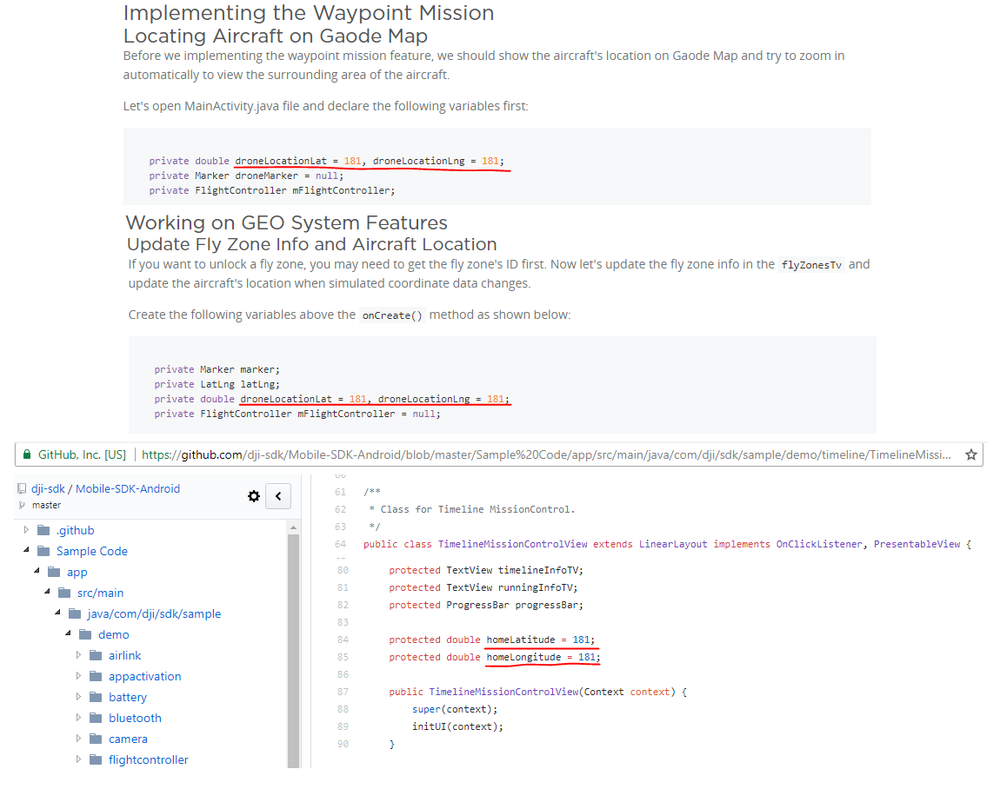 Implementing the Waypoint Mission
Locating Aircraft on Gaode Map
Before we implementing the waypoint mission feature, we should show the aircraft's location on Gaode Map and try to zoom in
automatically to view the surrounding area of the aircraft.
Let's open MainActivity.java file and declare the following variables first:
private double droneLocationLat = 181, droneLocationLng = 181;
private Marker droneMarker = null;
private FlightController mFlightController;
Working on GEO System Features
Update Fly Zone Info and Aircraft Location
If you want to unlock a fly zone, you may need to get the fly zone's ID first. Now let's update the fly zone info in the flyZonesTv and
update the aircraft's location when simulated coordinate data changes.
Create the following variables above the onCreate() method as shown below:
private Marker marker;
private LatLng latLng;
private double droneLocationLat = 181, droneLocationLng = 181;
private FlightController mFlightController = null;
GitHub, Inc. [US] https://github.com/dji-sdk/Mobile-SDK-Android/blob/master/Sample%20Code/app/src/main/java/com/dji/sdk/sample/demo/timeline/TimelineMissi...
dji-sdk / Mobile-SDK-Android
master
.github
Sample Code
app
src/main
java/com/dji/sdk/sample
demo
airlink
appactivation
battery
bluetooth
camera
flightcontroller
61 /**
62 * Class for Timeline MissionControl.
63 */
64 public class TimelineMissionControlView extends LinearLayout implements OnClickListener, PresentableView {
80 protected TextView timelineInfoTV;
81 protected TextView runningInfoTV;
82 protected ProgressBar progressBar;
83
84 protected double homeLatitude = 181;
85 protected double homeLongitude = 181;
86
87 public TimelineMissionControlView(Context context) {
88 super(context);
89 initUI(context);
90 }